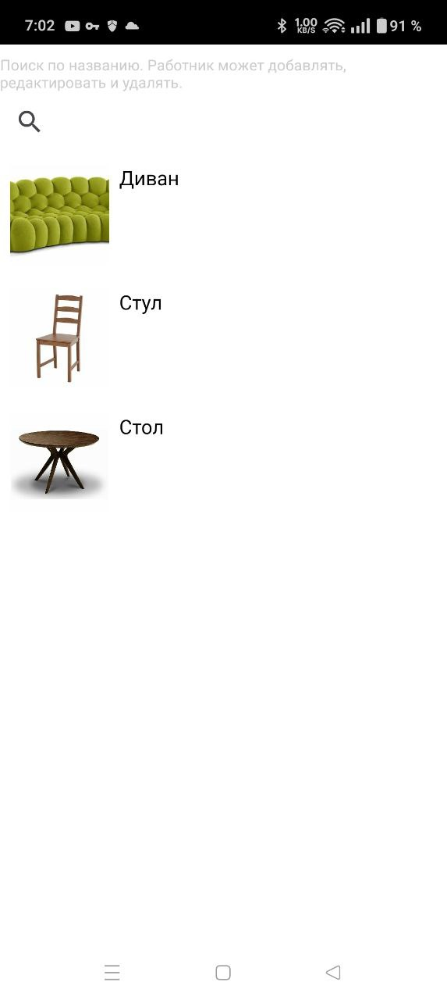 7:02
1.00
KB/S
91 %
Поиск по названию. Работник может добавлять,
редактировать и удалять.
Диван
Стул
Стол